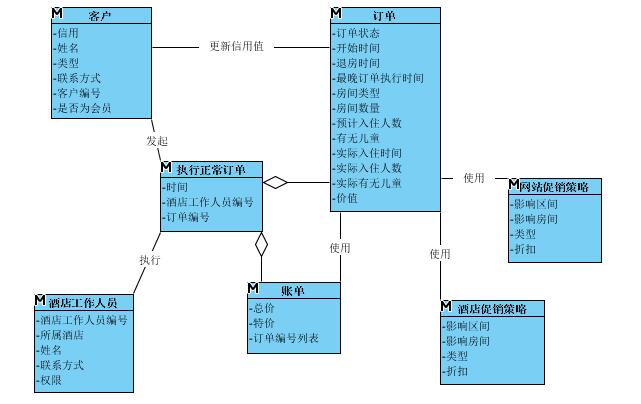 客户
-信用
-姓名
-类型
-联系方式
-客户编号
-是否为会员
更新信用值
订单
-订单状态
-开始时间
-退房时间
-最晚订单执行时间
-房间类型
-房间数量
-预计入住人数
-有无儿童
-实际入住时间
-实际入住人数
-实际有无儿童
-价值
发起
执行正常订单
-时间
-酒店工作人员编号
-订单编号
使用
网站促销策略
-影响区间
-影响房间
-类型
-折扣
执行
使用
使用
酒店工作人员
-酒店工作人员编号
-所属酒店
-姓名
-联系方式
-权限
账单
-总价
-特价
-订单编号列表
酒店促销策略
-影响区间
-影响房间
-类型
-折扣